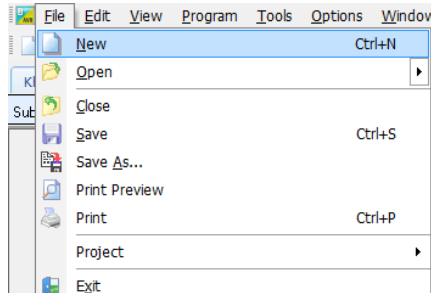 File Edit View Program Tools Options Window
New Ctrl+N
Open
Close
Save Ctrl+S
Save As...
Print Preview
Print Ctrl+P
Project
Exit